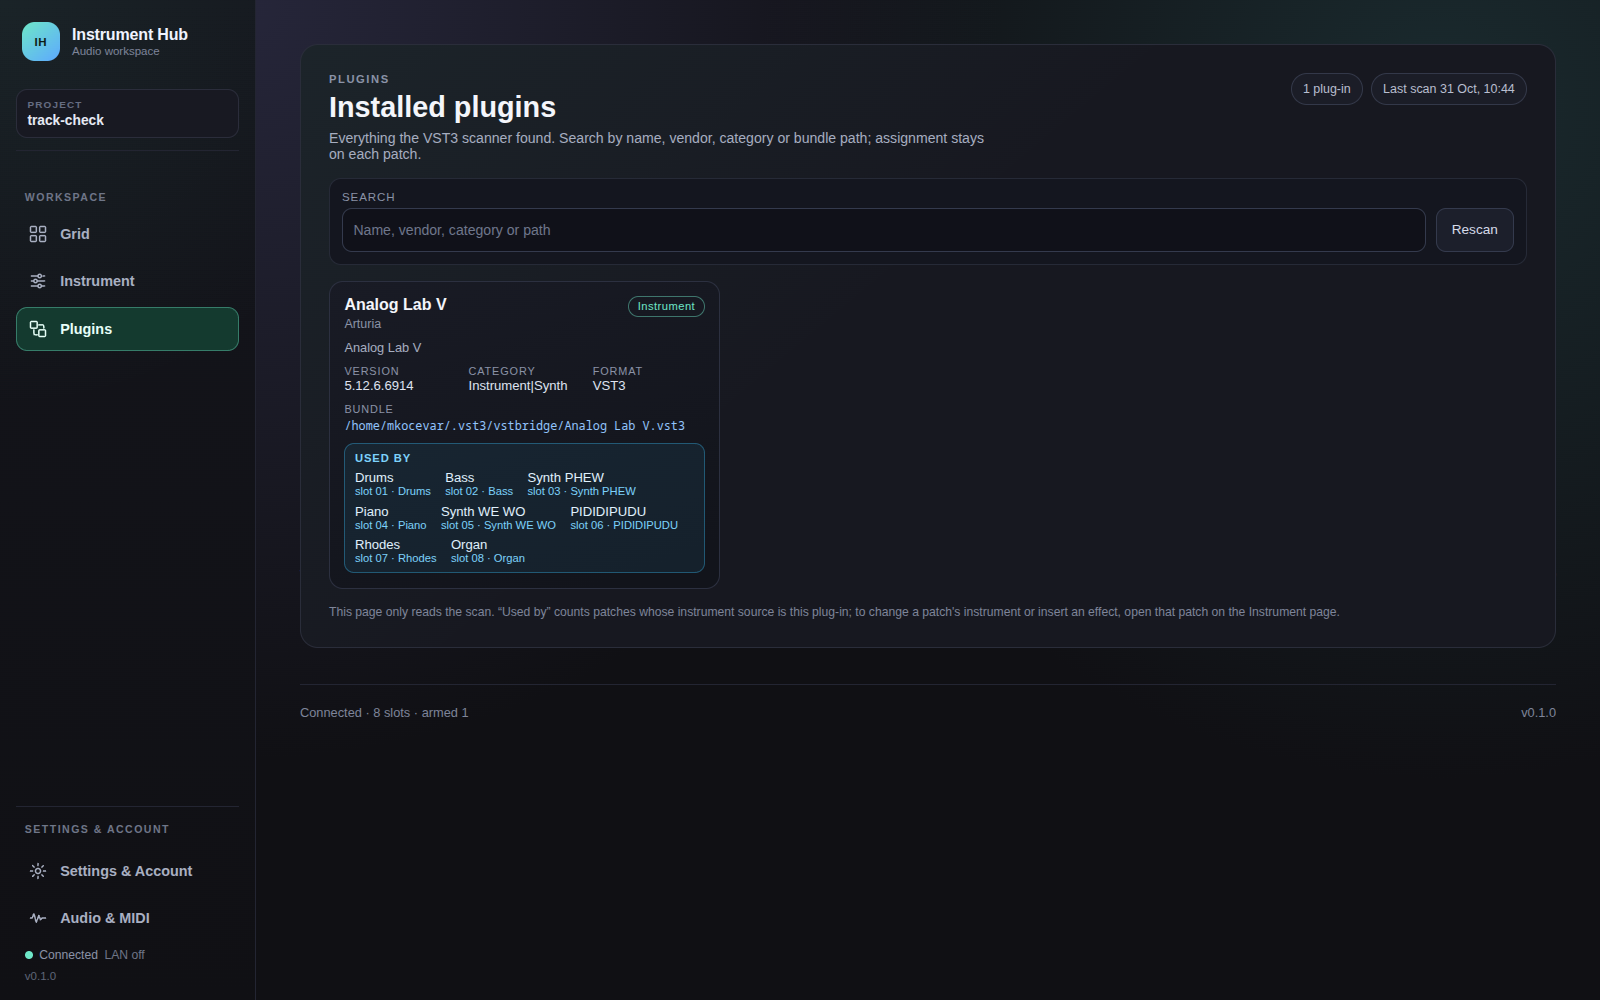 IH
Instrument Hub
Audio workspace
PROJECT
track-check
WORKSPACE
Grid
Instrument
Plugins
SETTINGS & ACCOUNT
Settings & Account
Audio & MIDI
Connected LAN off
v0.1.0
PLUGINS
Installed plugins
Everything the VST3 scanner found. Search by name, vendor, category or bundle path; assignment stays
on each patch.
1 plug-in
Last scan 31 Oct, 10:44
SEARCH
Name, vendor, category or path
Rescan
Analog Lab V
Instrument
Arturia
Analog Lab V
VERSION CATEGORY FORMAT
5.12.6.6914 Instrument|Synth VST3
BUNDLE
/home/mkocevar/.vst3/vstbridge/Analog Lab V.vst3
USED BY
Drums Bass Synth PHEW
slot 01 · Drums slot 02 · Bass slot 03 · Synth PHEW
Piano Synth WE WO PIDIDIPUDU
slot 04 · Piano slot 05 · Synth WE WO slot 06 · PIDIDIPUDU
Rhodes Organ
slot 07 · Rhodes slot 08 · Organ
This page only reads the scan. “Used by” counts patches whose instrument source is this plug-in; to change a patch's instrument or insert an effect, open that patch on the Instrument page.
Connected · 8 slots · armed 1
v0.1.0